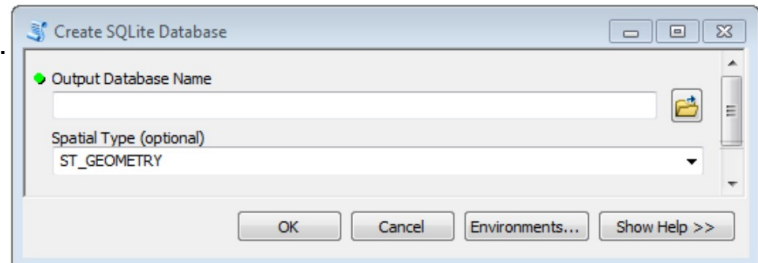 Create SQLite Database
Output Database Name
Spatial Type (optional)
ST_GEOMETRY
OK Cancel Environments... Show Help >>